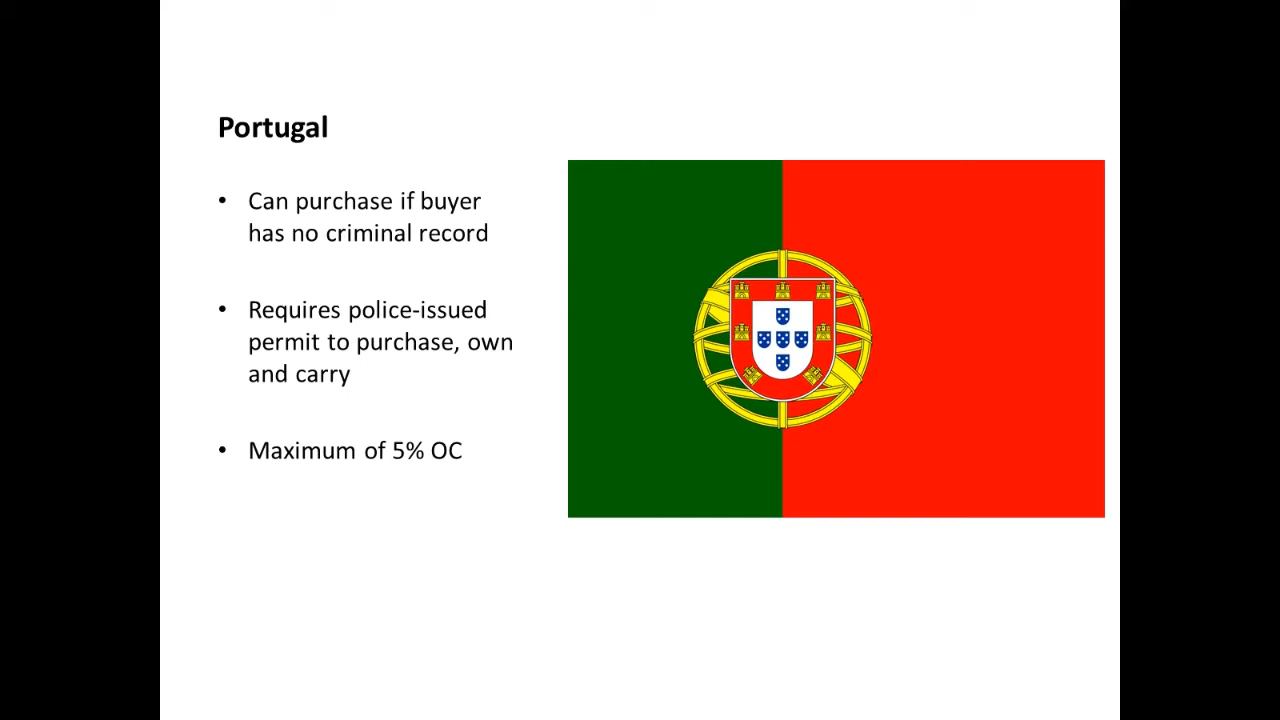 Portugal
• Can purchase if buyer
has no criminal record
• Requires police-issued
permit to purchase, own
and carry
• Maximum of 5% OC